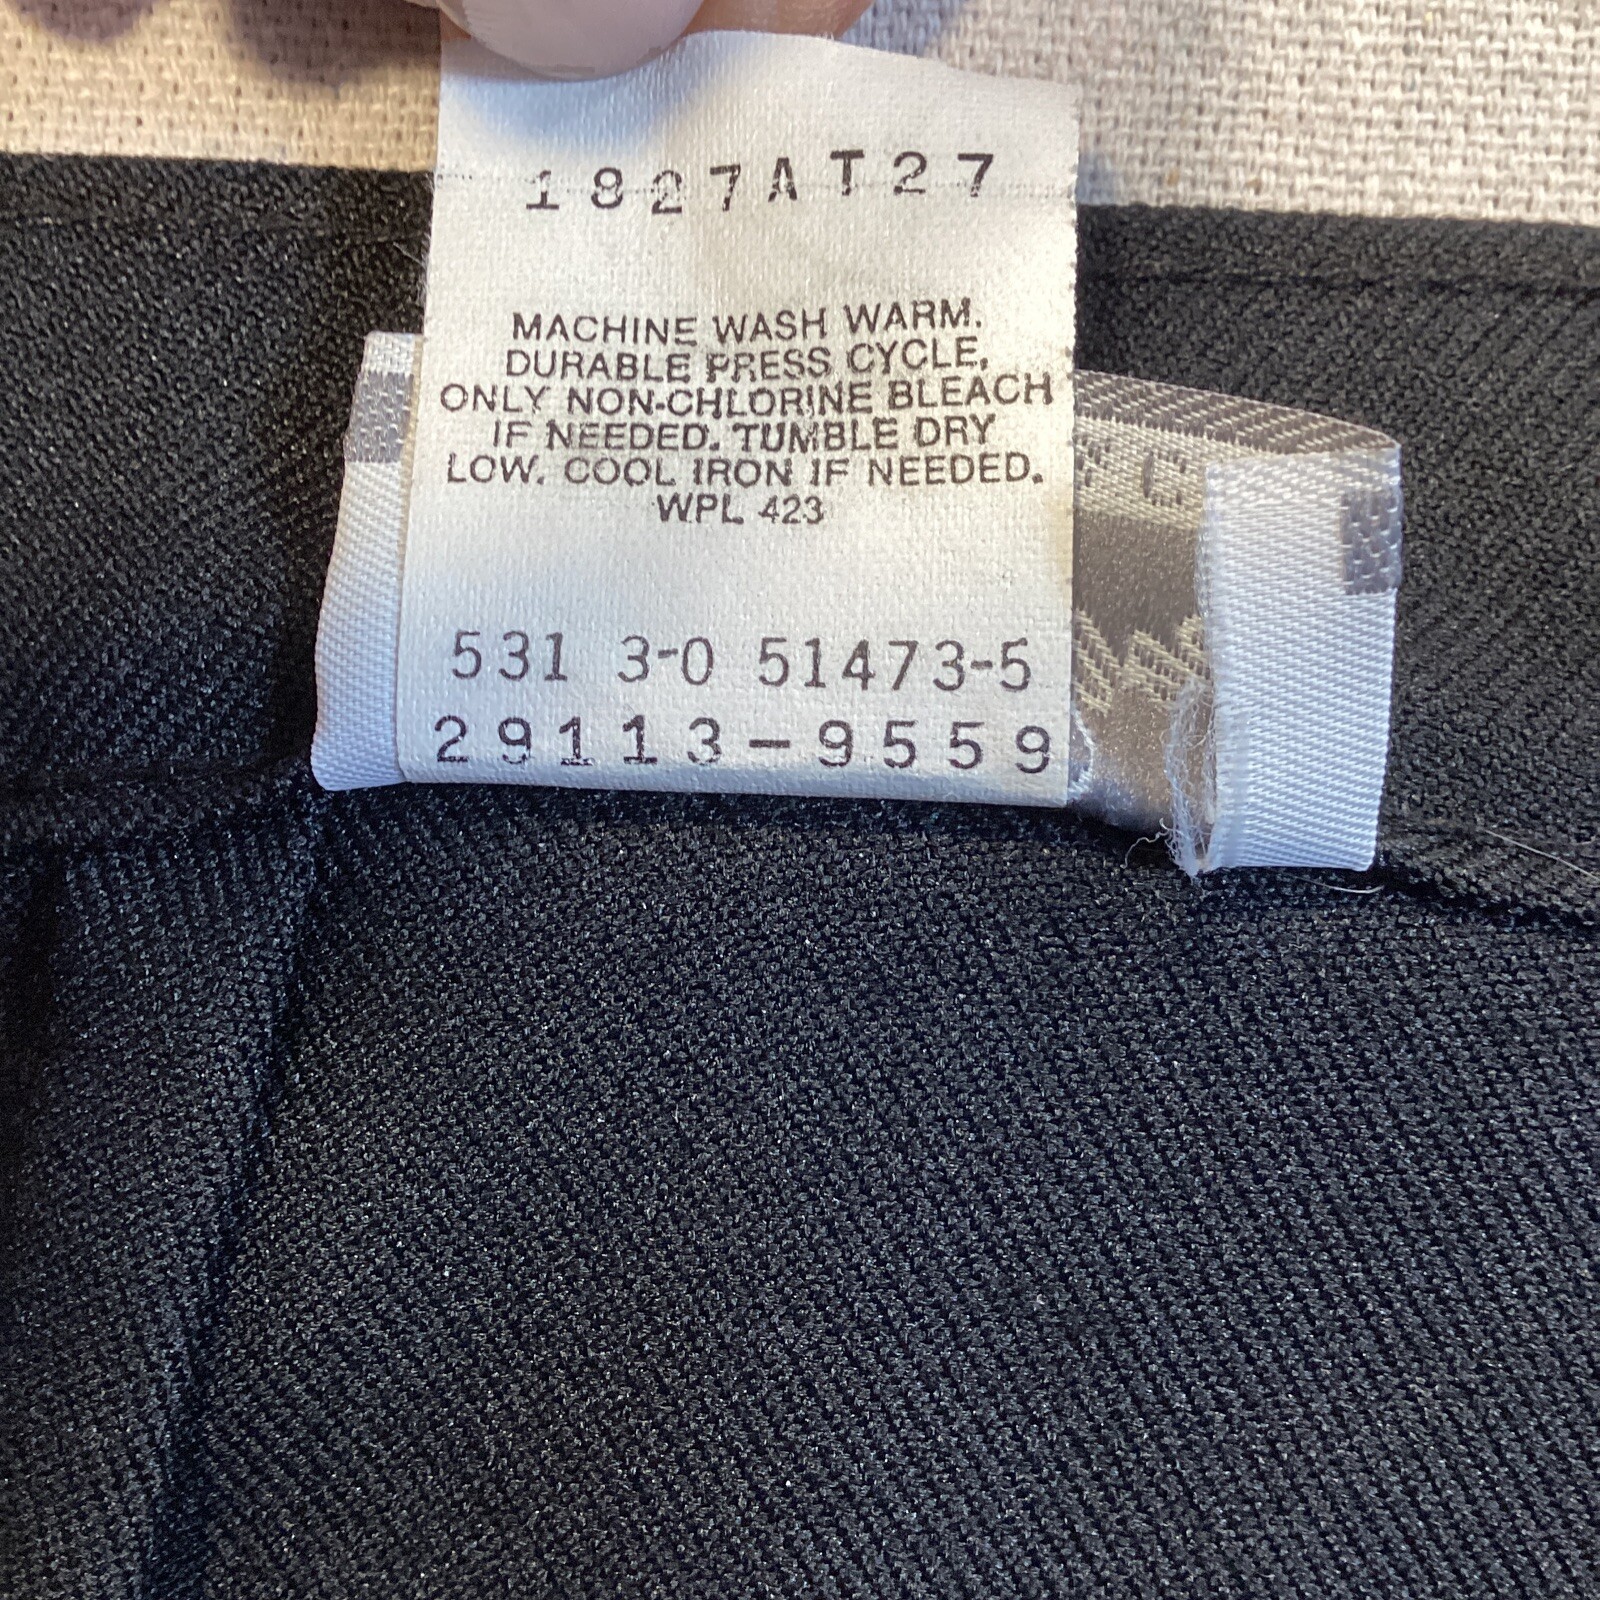 1827AT27
MACHINE WASH WARM.
DURABLE PRESS CYCLE,
ONLY NON-CHLORINE BLEACH
IF NEEDED. TUMBLE DRY
LOW. COOL IRON IF NEEDED.
WPL 423
531 3-0 51473-5
29113-9559